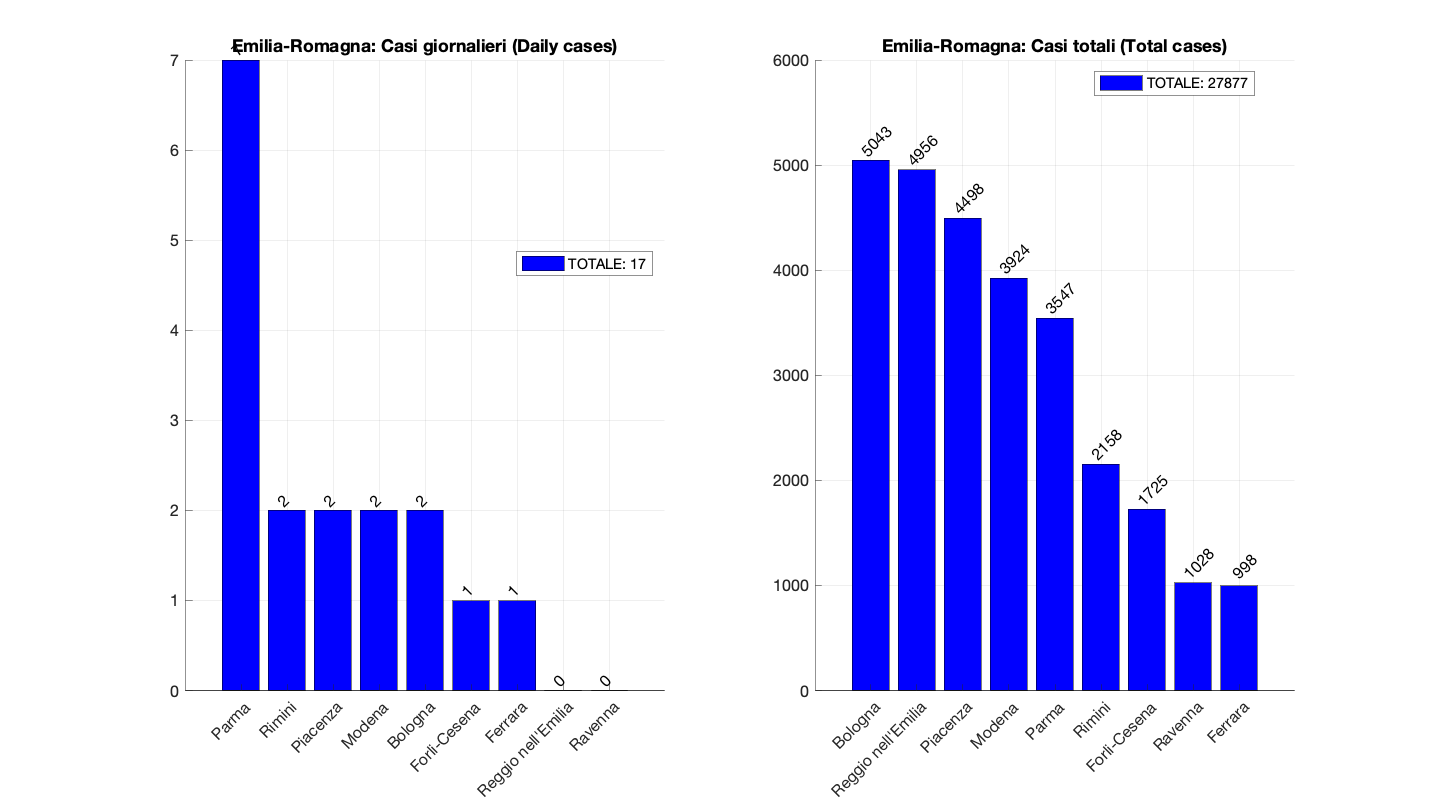 Emilia-Romagna: Casi giornalieri (Daily cases)
7
6
5
4
3
2
1
0
7
2
2
2
2
1
1
0
0
TOTALE: 17
Parma
Rimini
Piacenza
Modena
Bologna
Forlì-Cesena
Ferrara
Reggio nell'Emilia
Ravenna
Emilia-Romagna: Casi totali (Total cases)
6000
5000
4000
3000
2000
1000
0
TOTALE: 27877
5043
4956
4498
3924
3547
2158
1725
1028
998
Bologna
Reggio nell'Emilia
Piacenza
Modena
Parma
Rimini
Forlì-Cesena
Ravenna
Ferrara